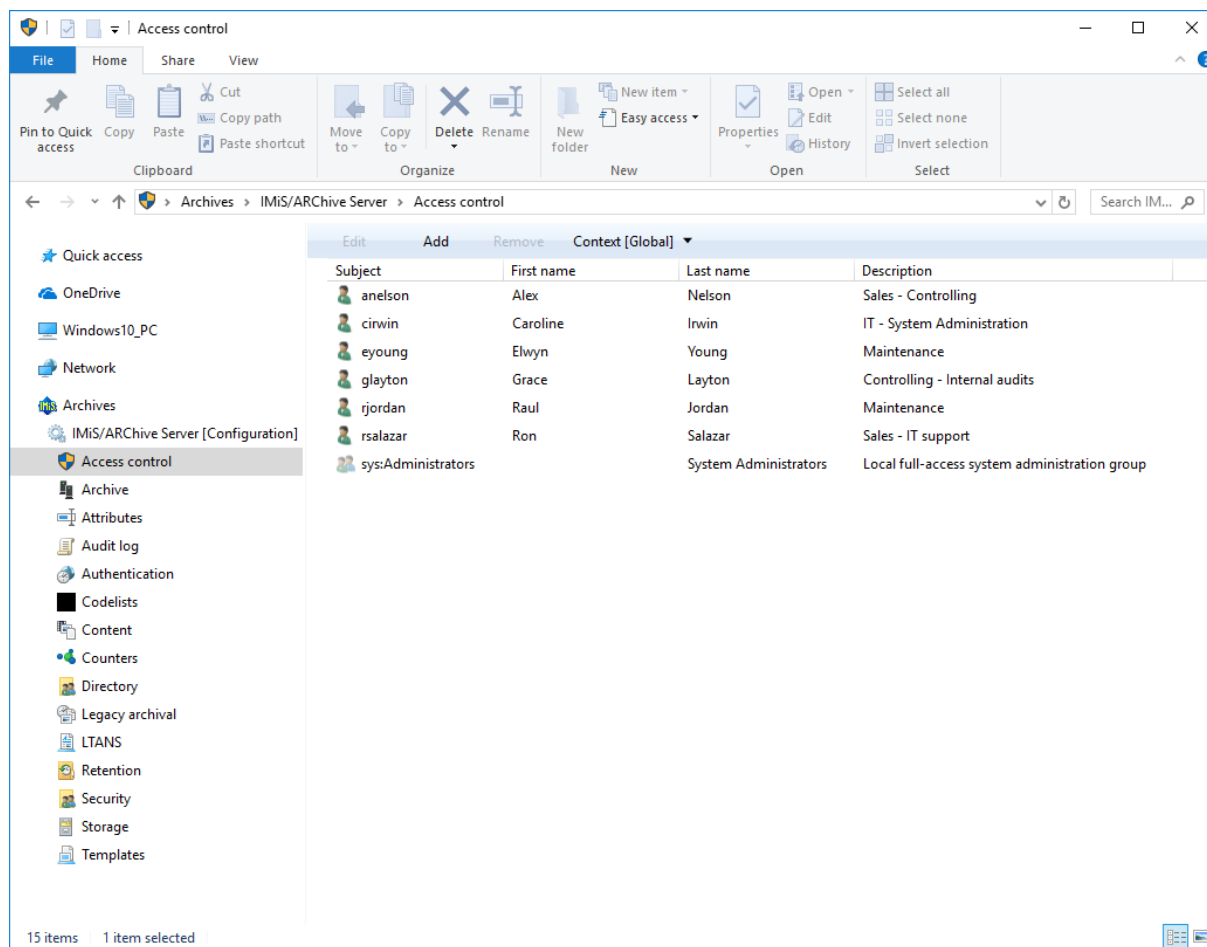 Access control
File Home Share View
Pin to Quick access
Copy
Paste
Cut
Copy path
Paste shortcut
Move to
Copy to
Delete
Rename
New folder
New item
Easy access
Properties
Open
Edit
History
Select all
Select none
Invert selection
Clipboard Organize New Open Select
Archives IMiS/ARChive Server Access control Search IM...
Quick access
OneDrive
Windows10_PC
Network
Archives
IMiS/ARChive Server [Configuration]
Access control
Archive
Attributes
Audit log
Authentication
Codelists
Content
Counters
Directory
Legacy archival
LTANS
Retention
Security
Storage
Templates
Edit Add Remove Context [Global]
Subject First name Last name Description
anelson Alex Nelson Sales - Controlling
cirwin Caroline Irwin IT - System Administration
eyoung Elwyn Young Maintenance
glayton Grace Layton Controlling - Internal audits
rjordan Raul Jordan Maintenance
rsalazar Ron Salazar Sales - IT support
sys:Administrators System Administrators Local full-access system administration group
15 items 1 item selected